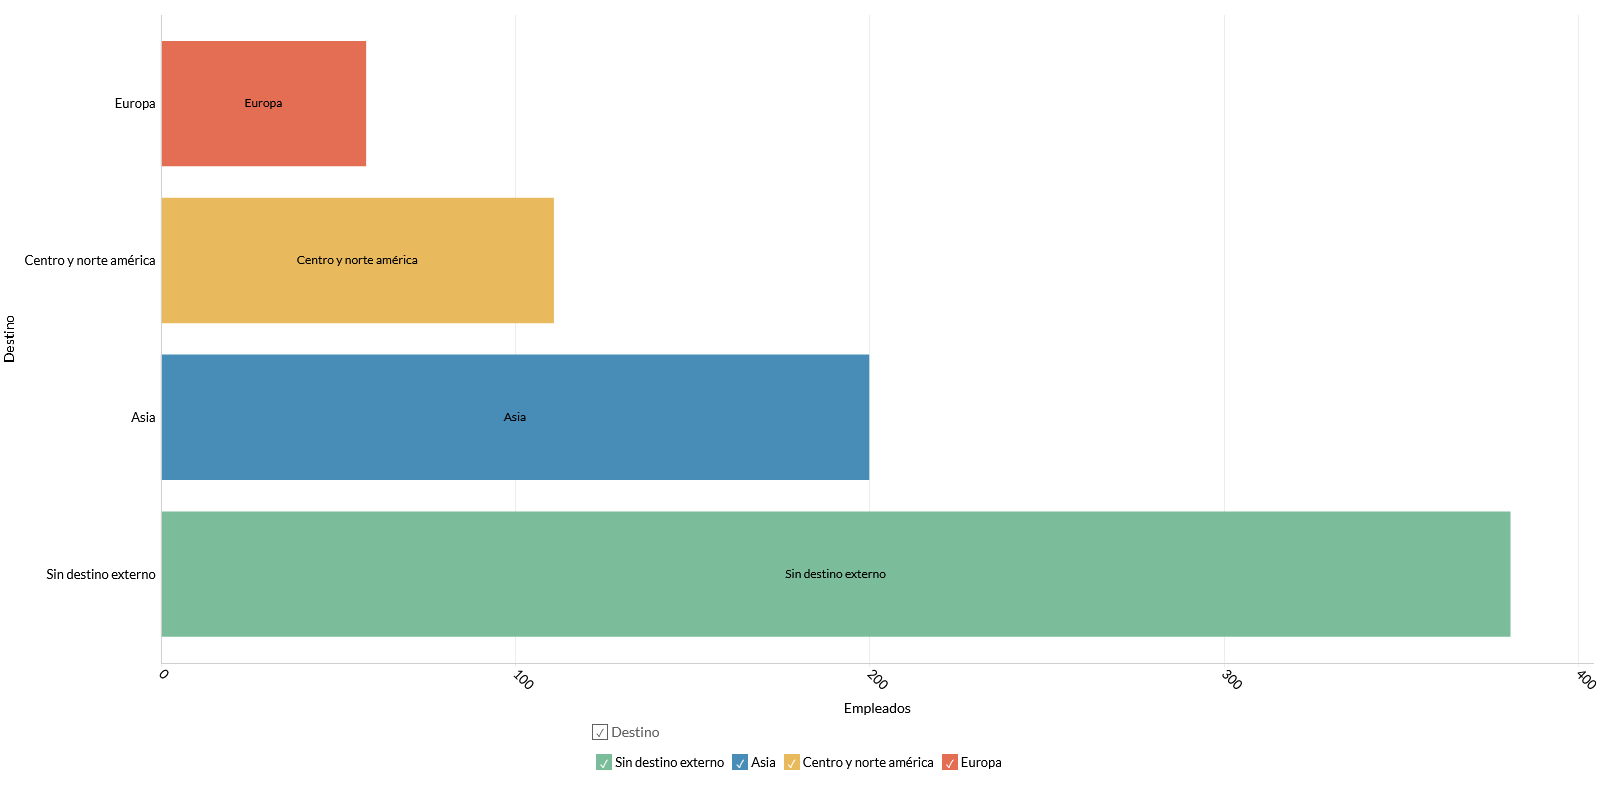 Destino
Europa
Europa
Centro y norte américa
Centro y norte américa
Asia
Asia
Sin destino externo
Sin destino externo
0
100
200
300
400
Empleados
✓ Destino
✓ Sin destino externo ✓ Asia ✓ Centro y norte américa ✓ Europa